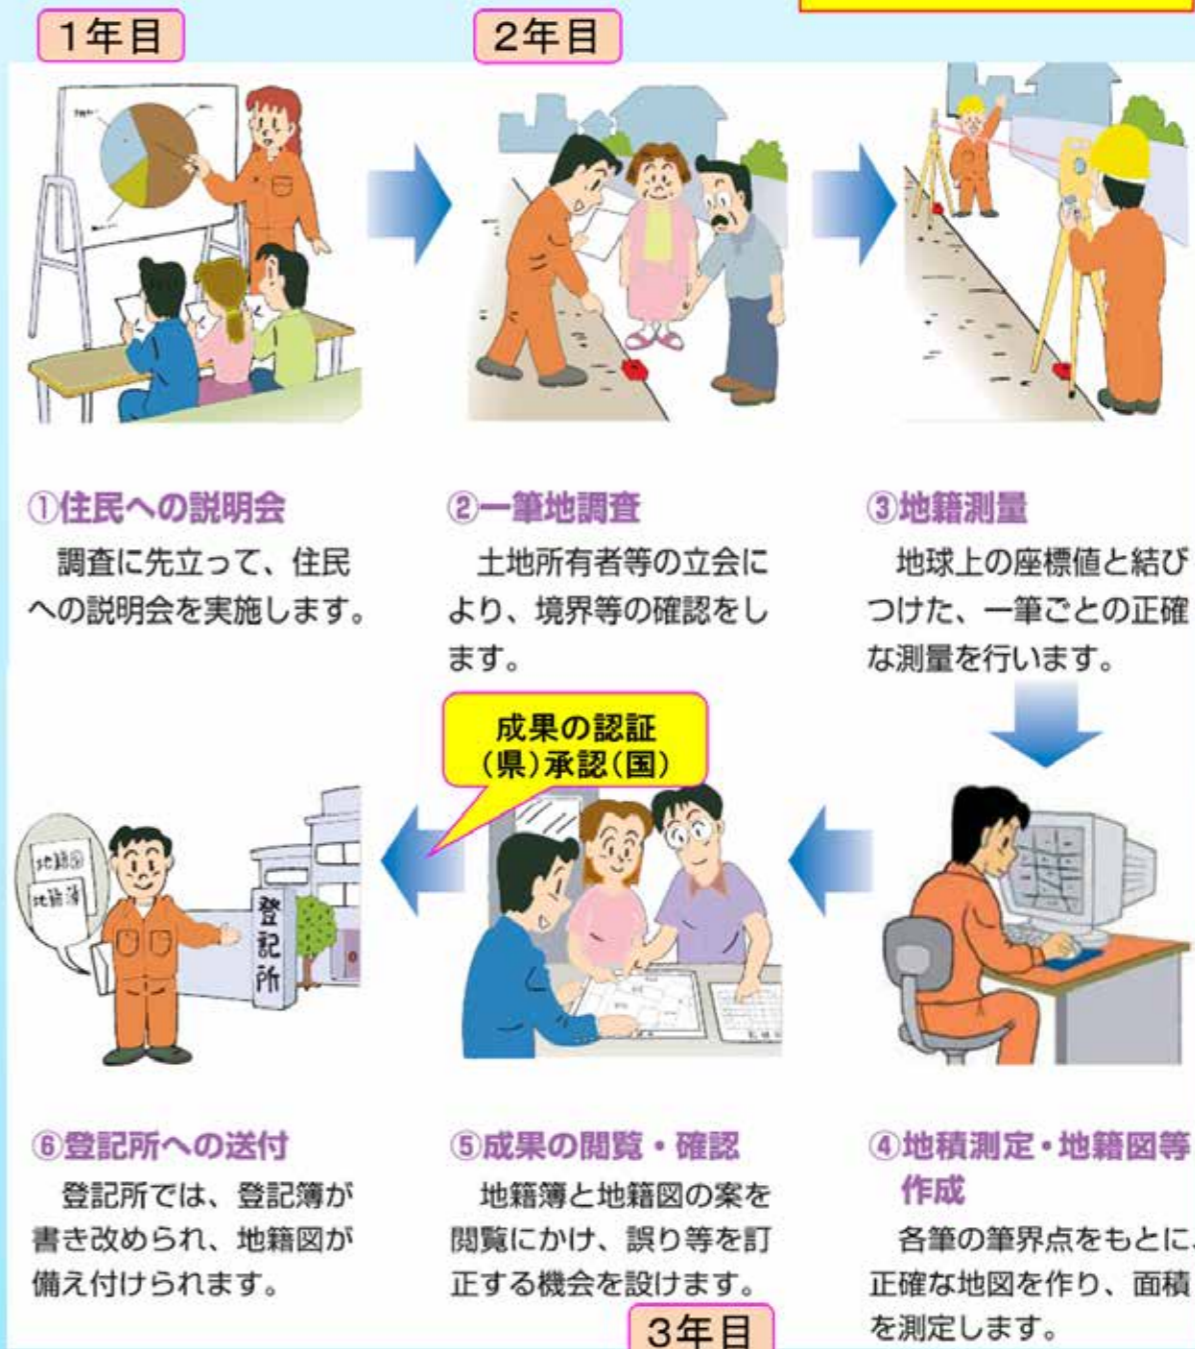 1年目
2年目
①住民への説明会
調査に先立って、住民
への説明会を実施します。
②一筆地調査
土地所有者等の立会に
より、境界等の確認をし
ます。
③地籍測量
地球上の座標値と結び
つけた、一筆ごとの正確
な測量を行います。
成果の認証
(県)承認(国)
地籍図
地籍簿
登記所
⑥登記所への送付
登記所では、登記簿が
書き改められ、地籍図が
備え付けられます。
⑤成果の閲覧・確認
地籍簿と地籍図の案を
閲覧にかけ、誤り等を訂
正する機会を設けます。
④地積測定・地籍図等
作成
各筆の筆界点をもとに、
正確な地図を作り、面積
を測定します。
3年目